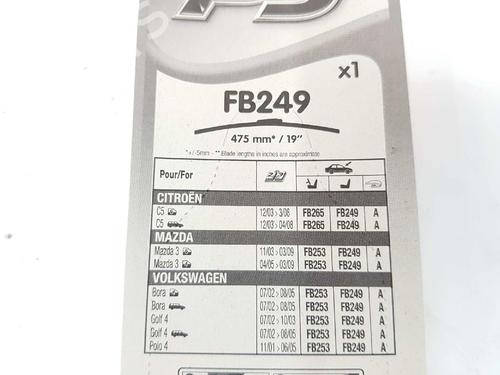 x1
FB249
475 mm* / 19"
*+/-5mm - ** Blade lengths in inches are approximate
Pour/For
CITROËN
C5 12/03 > 3/08 FB265 FB249 A
C5 12/03 > 04/08 FB265 FB249 A
MAZDA
Mazda 3 11/03 > 03/09 FB253 FB249 A
Mazda 3 04/05 > 03/09 FB253 FB249 A
VOLKSWAGEN
Bora 07/02 > 08/05 FB253 FB249 A
Bora 07/02 > 08/05 FB253 FB249 A
Golf 4 07/02 > 10/03 FB253 FB249 A
Golf 4 07/02 > 08/05 FB253 FB249 A
Polo 4 11/01 > 06/05 FB253 FB249 A